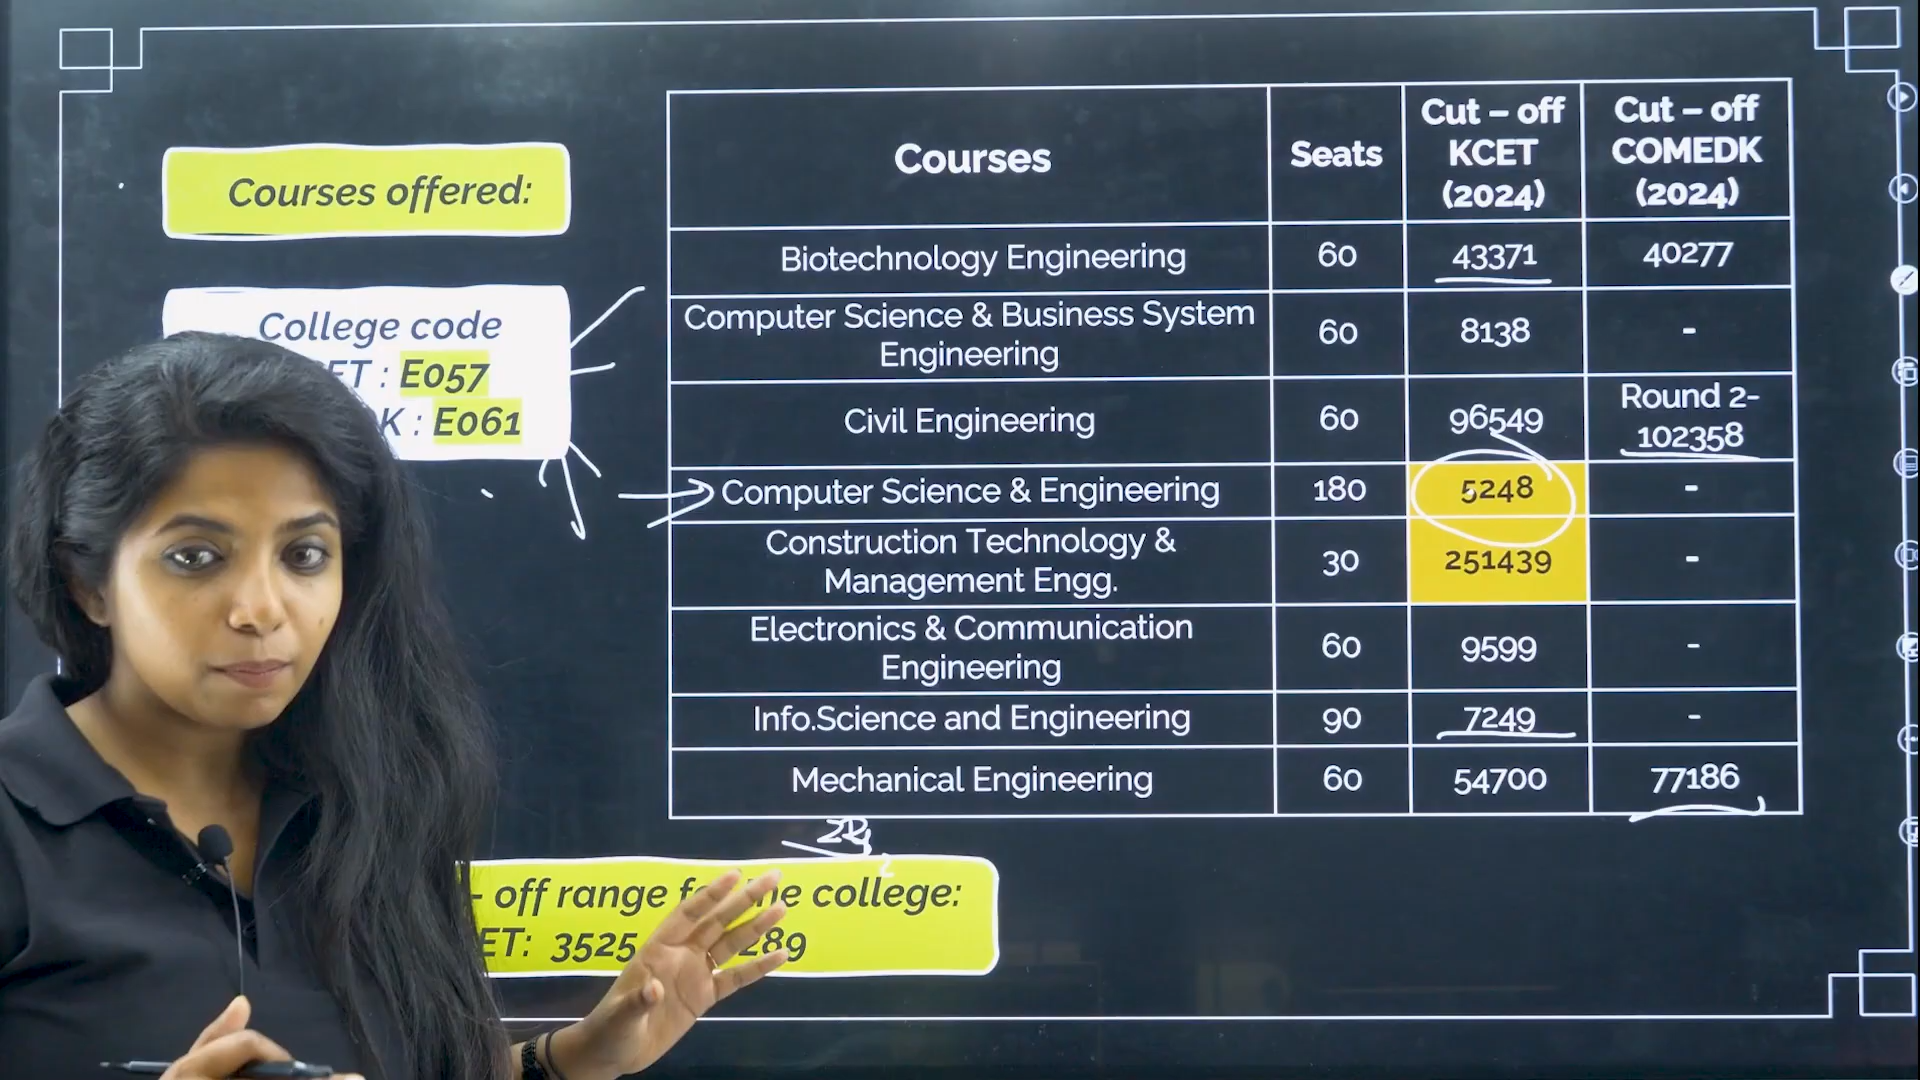 Courses offered:
College code
ET : E057
K : E061
Courses
Seats
Cut – off
KCET
(2024)
Cut – off
COMEDK
(2024)
Biotechnology Engineering
60
43371
40277
Computer Science & Business System
Engineering
60
8138
-
Civil Engineering
60
96549
Round 2-
102358
Computer Science & Engineering
180
5248
-
Construction Technology &
Management Engg.
30
251439
-
Electronics & Communication
Engineering
60
9599
-
Info.Science and Engineering
90
7249
-
Mechanical Engineering
60
54700
77186
- off range the college:
ET: 3525 289